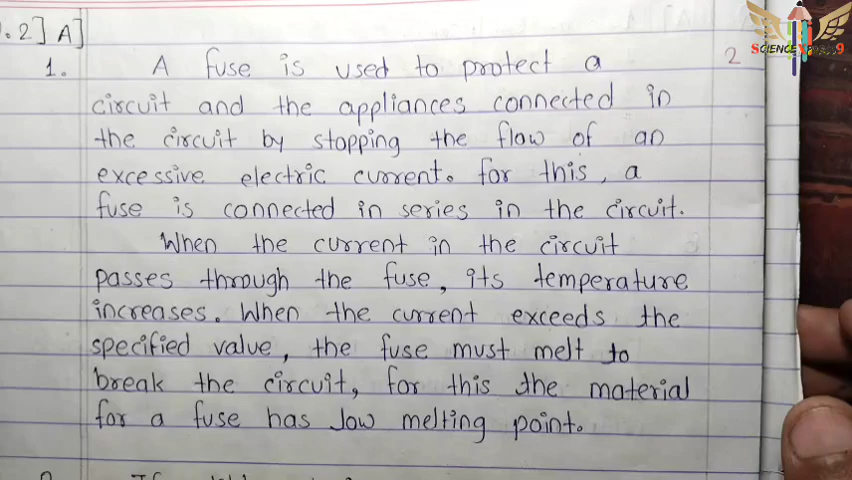 .2] A]
1. A fuse is used to protect a 2
circuit and the appliances connected in
the circuit by stopping the flow of an
excessive electric current. For this, a
fuse is connected in series in the circuit.
When the current in the circuit
passes through the fuse, its temperature
increases. When the current exceeds the
specified value, the fuse must melt to
break the circuit, for this the material
for a fuse has low melting point.